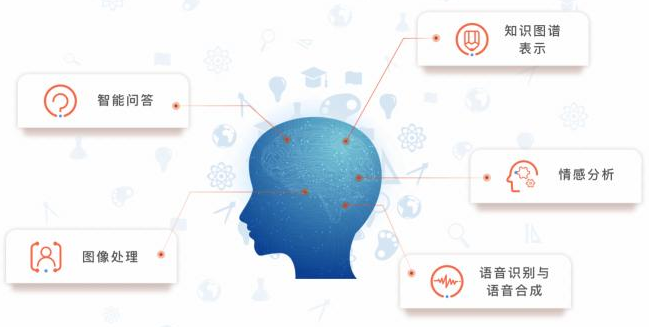 知识图谱
表示
智能问答
情感分析
图像处理
语音识别与
语音合成